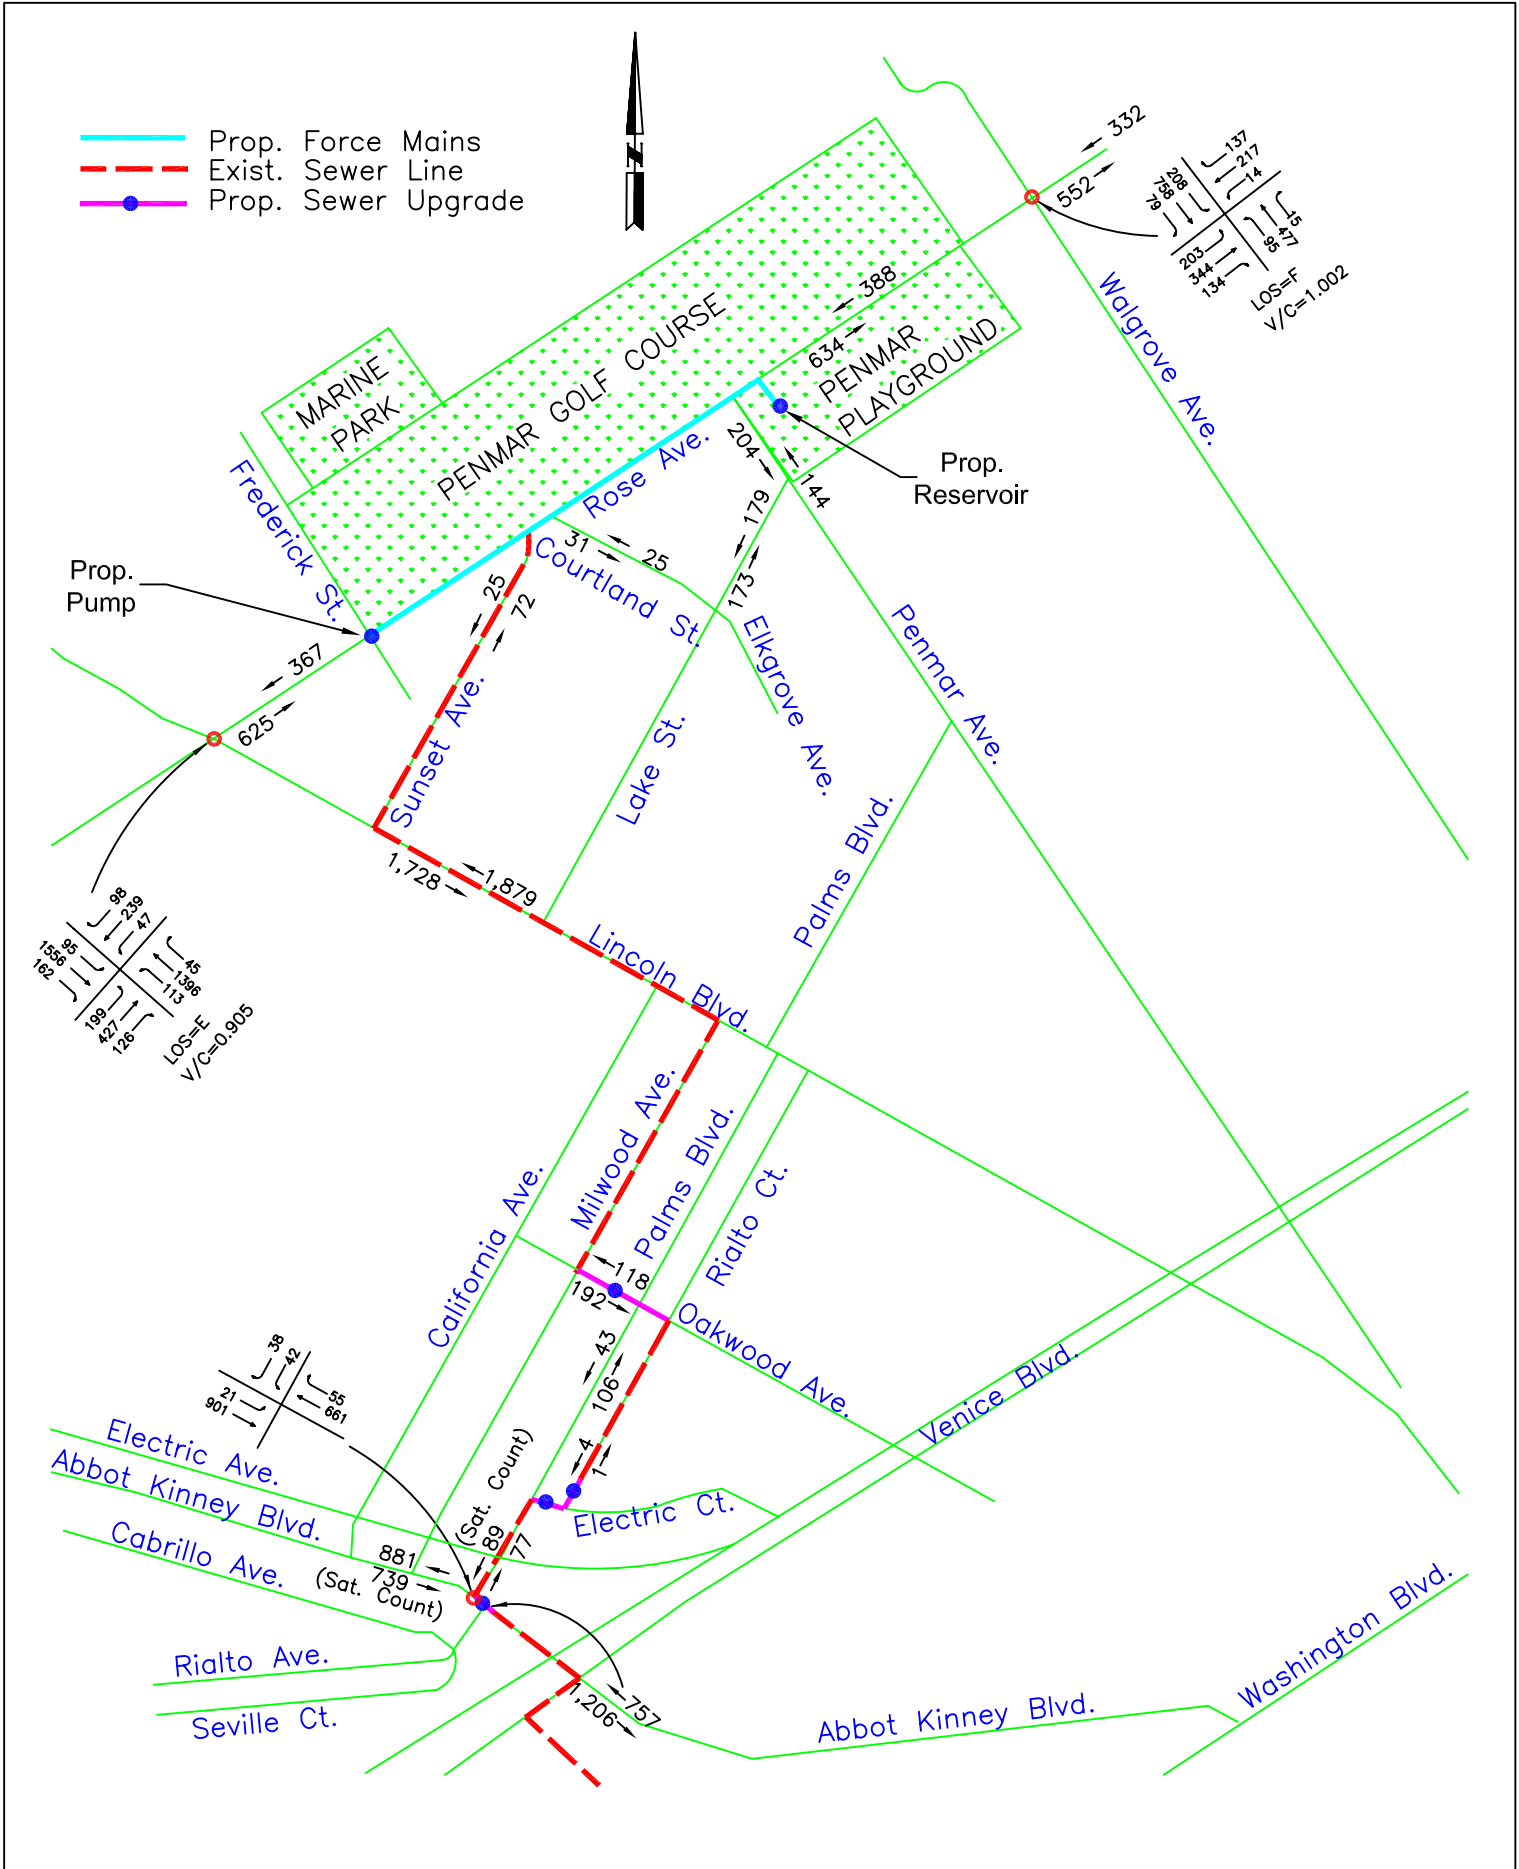 Prop. Force Mains
Exist. Sewer Line
Prop. Sewer Upgrade
N
332
552
137
217
14
208
758
79
15
477
95
203
344
134
LOS=F
V/C=1.002
Walgrove Ave.
388
634
PENMAR
PLAYGROUND
MARINE
PARK
PENMAR GOLF COURSE
Rose Ave.
204
144
Prop.
Reservoir
Frederick St.
179
173
31
25
Courtland St.
Elkgrove Ave.
Penmar Ave.
Prop.
Pump
25
72
367
625
Sunset Ave.
Lake St.
Palms Blvd.
1,728
1,879
Lincoln Blvd.
98
239
47
95
1556
162
45
1396
113
199
427
126
LOS=E
V/C=0.905
California Ave.
Milwood Ave.
Palms Blvd.
Rialto Ct.
118
192
Oakwood Ave.
43
106
Venice Blvd.
38
42
21
901
55
661
4
1
(Sat. Count)
89
77
Electric Ave.
Abbot Kinney Blvd.
Cabrillo Ave.
Electric Ct.
881
739
(Sat. Count)
Rialto Ave.
Seville Ct.
757
1,206
Abbot Kinney Blvd.
Washington Blvd.